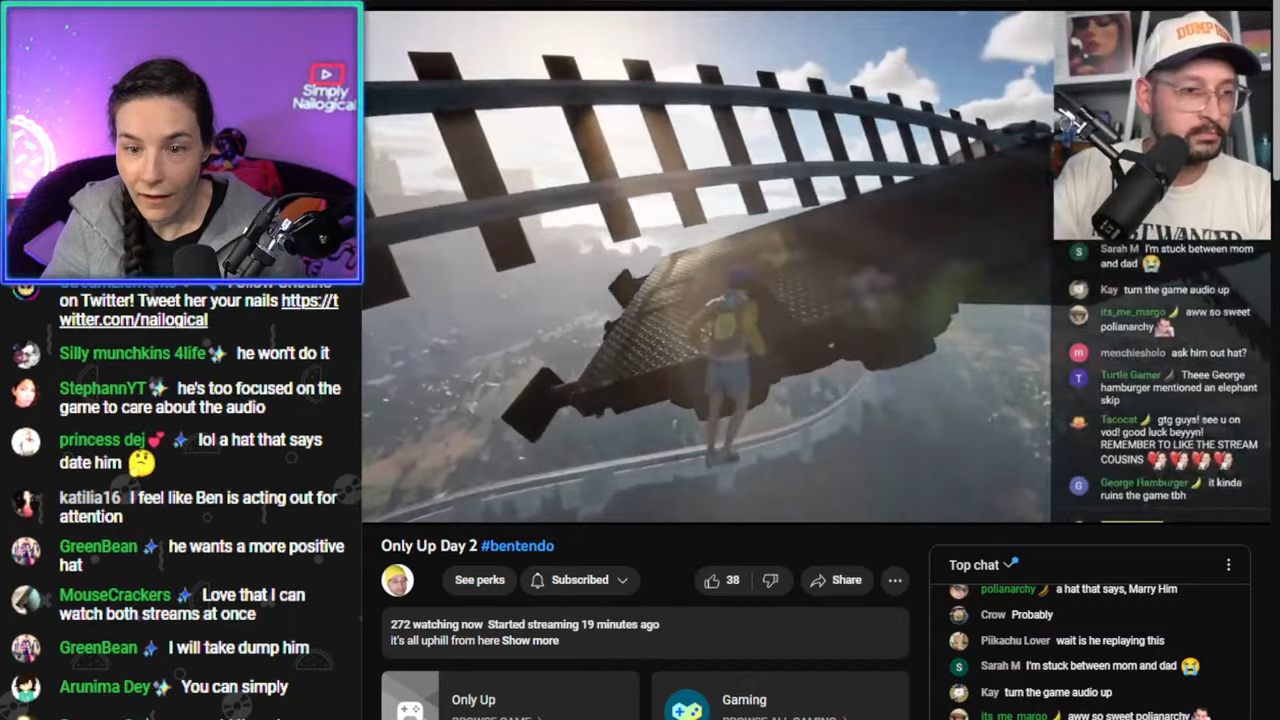 Simply
Nailogical
on Twitter! Tweet her your nails https://t
witter.com/nailogical
Silly munchkins 4life he won't do it
StephannYT he's too focused on the
game to care about the audio
princess dej lol a hat that says
date him
katilia16 I feel like Ben is acting out for
attention
GreenBean he wants a more positive
hat
MouseCrackers Love that I can
watch both streams at once
GreenBean I will take dump him
Arunima Dey You can simply
S Sarah M I'm stuck between mom
and dad
Kay turn the game audio up
its_me_margo aww so sweet
polianarchy
m menchiesholo ask him out hat?
T Turtle Gamer Theee George
hamburger mentioned an elephant
skip
Tacocat gtg guys! see u on
vod! good luck beyyyn!
REMEMBER TO LIKE THE STREAM
COUSINS
G George Hamburger it kinda
ruins the game tbh
Only Up Day 2 #bentendo
See perks
Subscribed
38
Share
272 watching now Started streaming 19 minutes ago
it's all uphill from here Show more
Only Up
Gaming
Top chat
polianarchy a hat that says, Marry Him
Crow Probably
Piikachu Lover wait is he replaying this
S Sarah M I'm stuck between mom and dad
Kay turn the game audio up
its_me_margo aww so sweet polianarchy